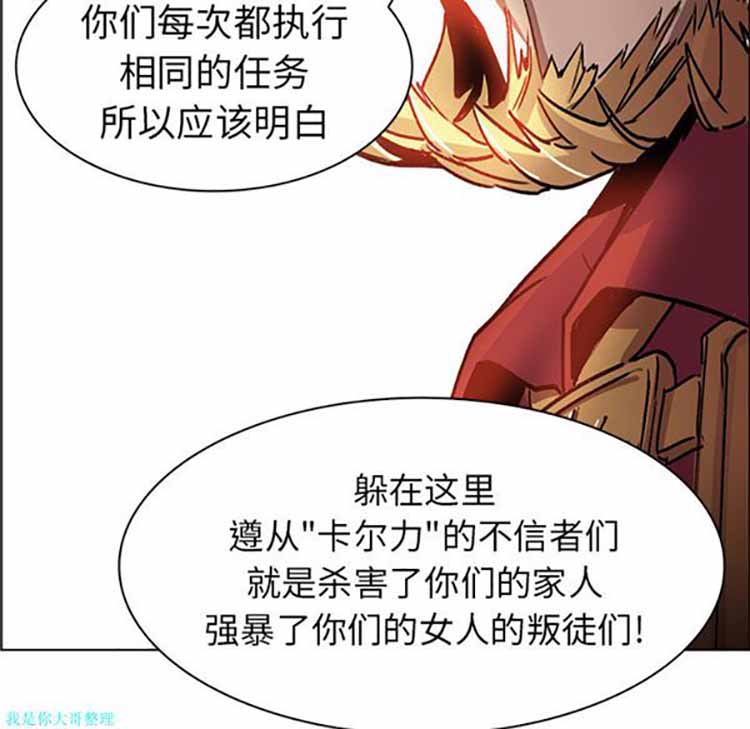 你们每次都执行
相同的任务
所以应该明白
躲在这里
遵从"卡尔力"的不信者们
就是杀害了你们的家人
强暴了你们的女人的叛徒们!
我是你大哥整理